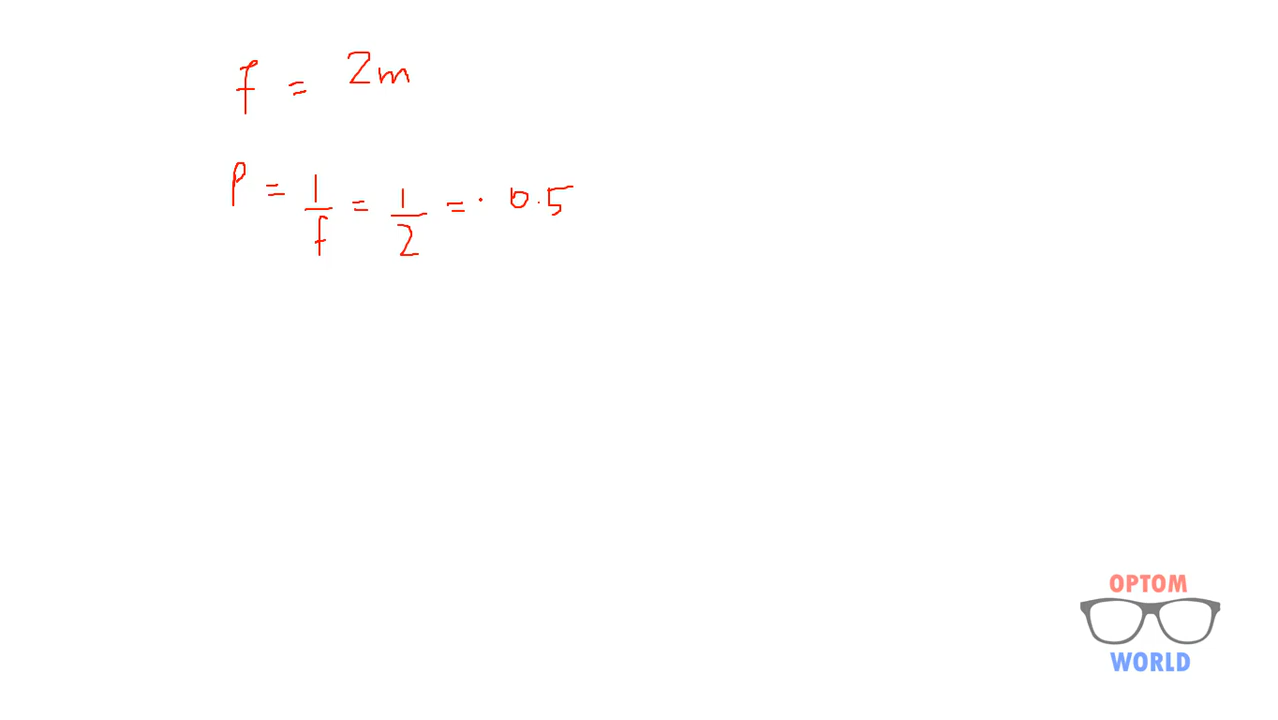 f = 2m
P = 1/f = 1/2 = · 0.5
OPTOM
WORLD